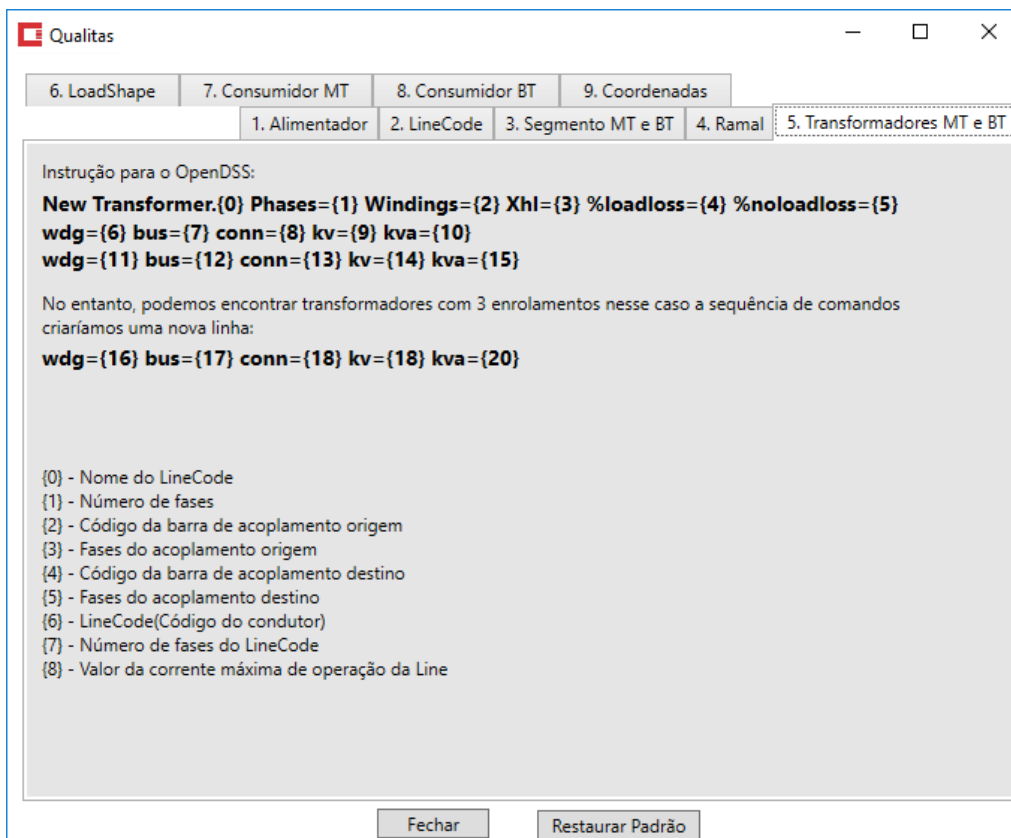 Qualitas
6. LoadShape
7. Consumidor MT
8. Consumidor BT
9. Coordenadas
1. Alimentador
2. LineCode
3. Segmento MT e BT
4. Ramal
5. Transformadores MT e BT
Instrução para o OpenDSS:
New Transformer.{0} Phases={1} Windings={2} Xhl={3} %loadloss={4} %noloadloss={5}
wdg={6} bus={7} conn={8} kv={9} kva={10}
wdg={11} bus={12} conn={13} kv={14} kva={15}
No entanto, podemos encontrar transformadores com 3 enrolamentos nesse caso a sequência de comandos
criaríamos uma nova linha:
wdg={16} bus={17} conn={18} kv={18} kva={20}
{0} - Nome do LineCode
{1} - Número de fases
{2} - Código da barra de acoplamento origem
{3} - Fases do acoplamento origem
{4} - Código da barra de acoplamento destino
{5} - Fases do acoplamento destino
{6} - LineCode(Código do condutor)
{7} - Número de fases do LineCode
{8} - Valor da corrente máxima de operação da Line
Fechar
Restaurar Padrão